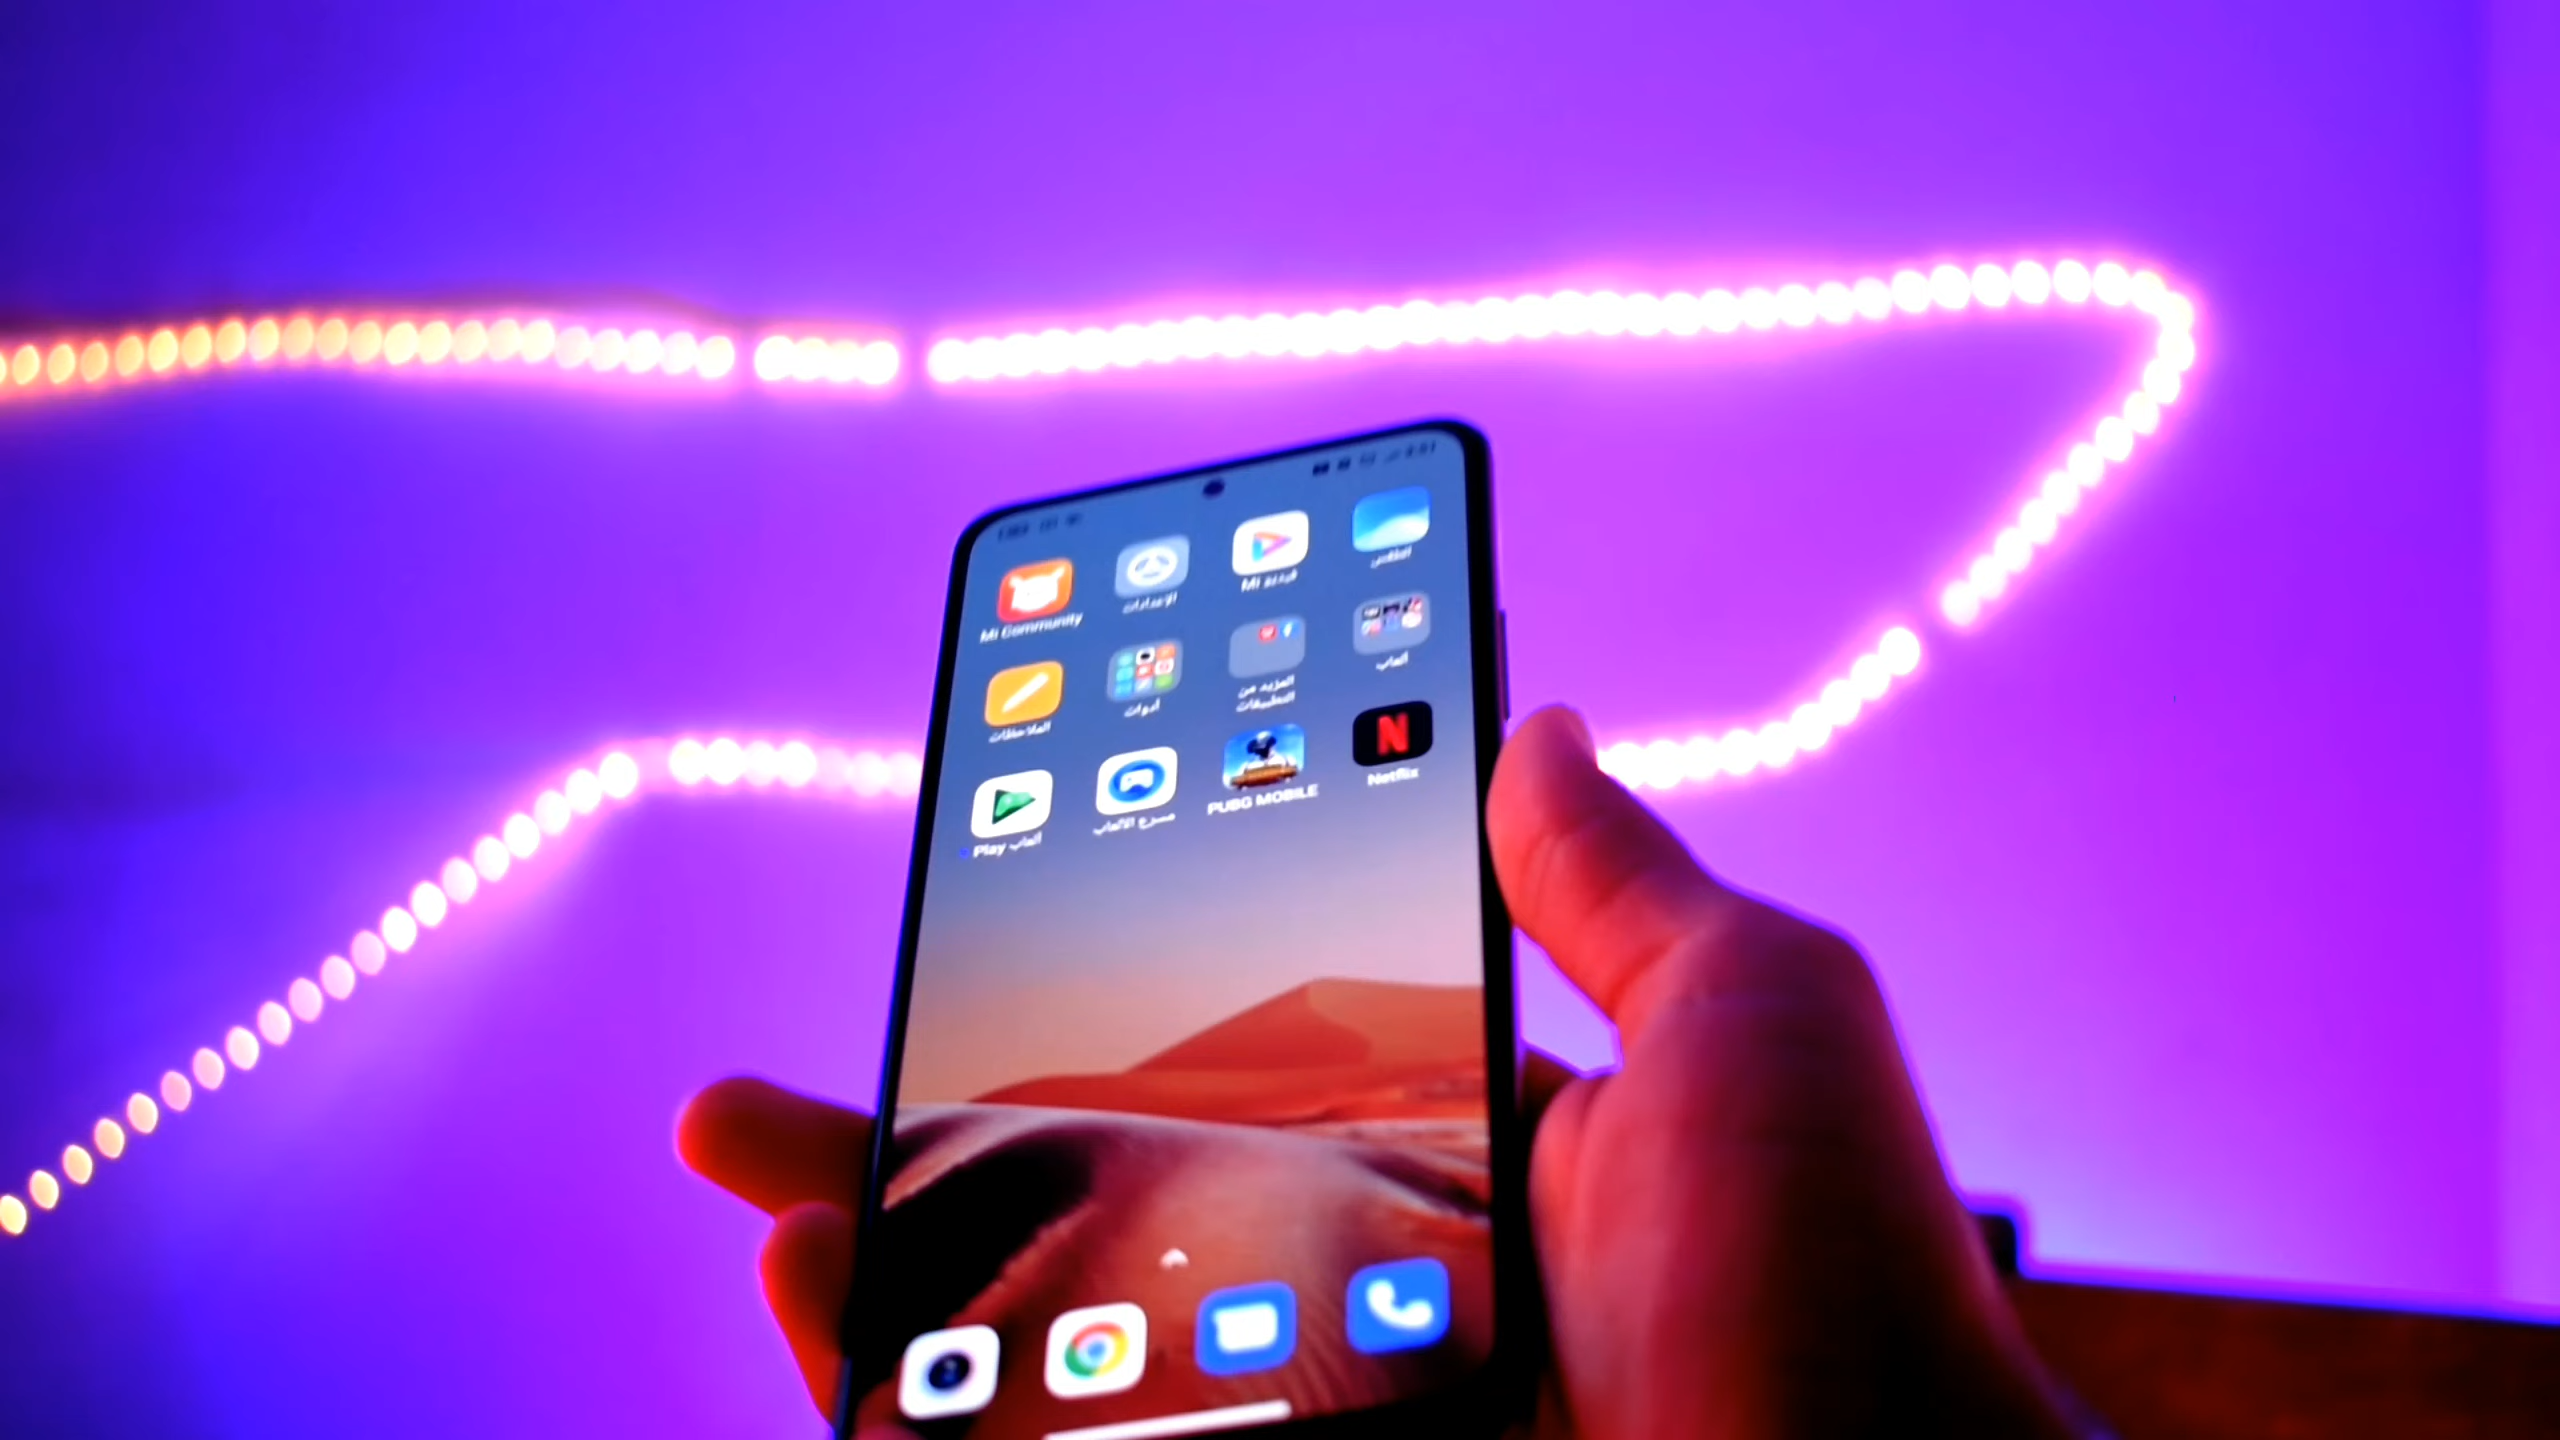 الطقس
فيديو Mi
الإعدادات
Mi Community
ألعاب
المزيد من
التطبيقات
أدوات
الملاحظات
N
Netflix
PUBG MOBILE
مسرع الألعاب
ألعاب Play